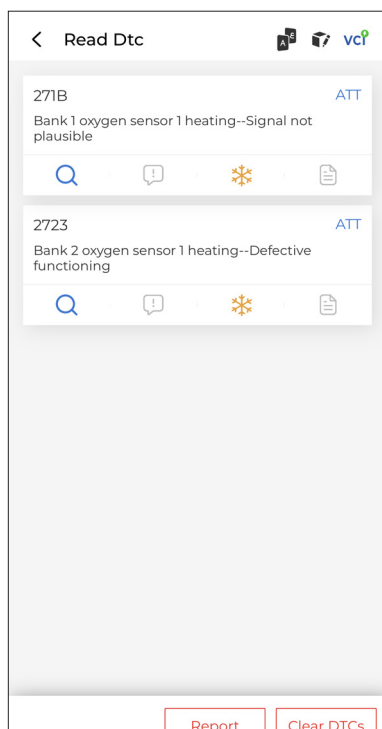 Read Dtc
A
vci
271B
ATT
Bank 1 oxygen sensor 1 heating--Signal not
plausible
2723
ATT
Bank 2 oxygen sensor 1 heating--Defective
functioning
Report
Clear DTCs